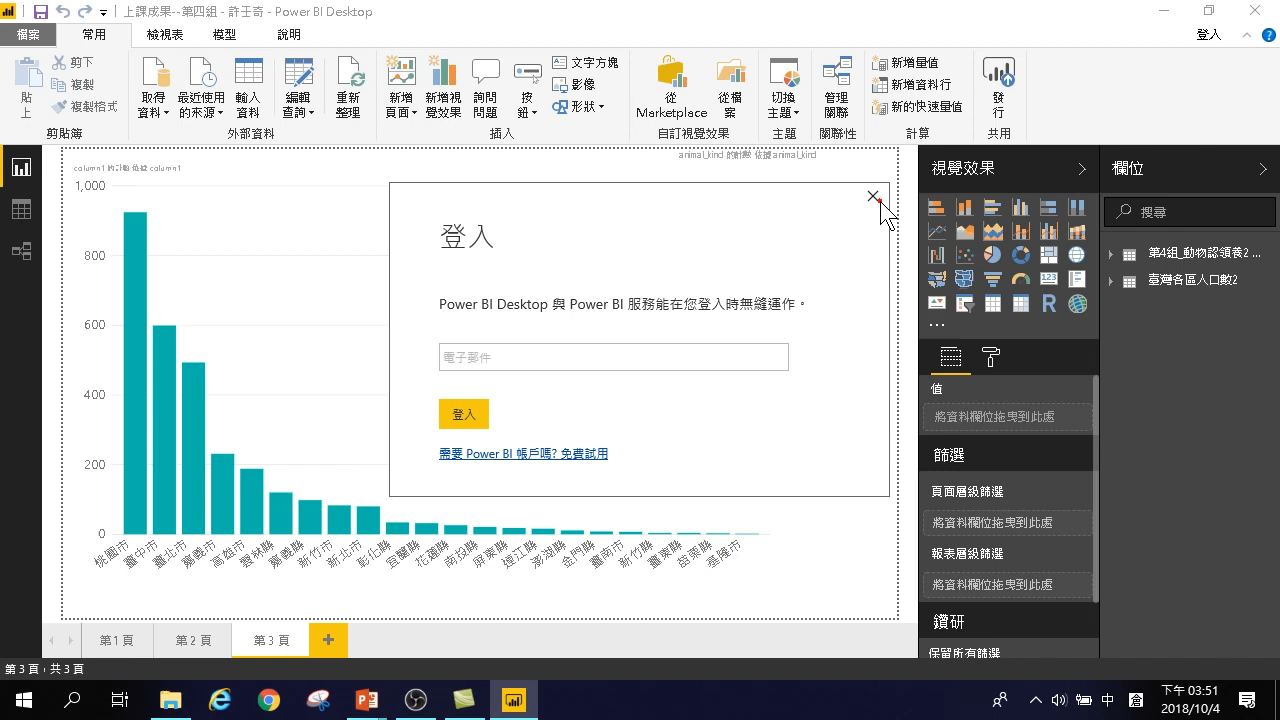 上課成果--第四組 - 許壬奇 - Power BI Desktop
檔案 常用 檢視表 模型 說明 登入
貼上 剪下 複製 複製格式 剪貼簿
取得資料 最近使用的來源 輸入資料 編輯查詢 重新整理 外部資料
新增頁面 新增視覺效果 詢問問題 按鈕 文字方塊 影像 形狀 插入
從 Marketplace 從檔案 自訂視覺效果
切換主題 主題
管理關聯 關聯性
新增量值 新增資料行 新的快速量值 計算
發行 共用
column1 的計數 依據 column1
animal_kind 的計數 依據 animal_kind
1,000
800
600
400
200
0
桃園市 臺中市 臺北市 嘉義市 高雄市 雲林縣 嘉義縣 新竹市 新北市 彰化縣 宜蘭縣 花蓮縣 南投縣 屏東縣 連江縣 澎湖縣 金門縣 臺南市 新竹縣 臺東縣 苗栗縣 基隆市
登入
Power BI Desktop 與 Power BI 服務能在您登入時無縫運作。
電子郵件
登入
需要 Power BI 帳戶嗎? 免費試用
視覺效果
123
R
值
將資料欄位拖曳到此處
篩選
頁面層級篩選
將資料欄位拖曳到此處
報表層級篩選
將資料欄位拖曳到此處
鑽研
保留所有篩選
欄位
搜尋
第4組_動物認領養2 ...
臺灣各區人口數2
第 1 頁 第 2 頁 第 3 頁
第 3 頁，共 3 頁
中
下午 03:51
2018/10/4